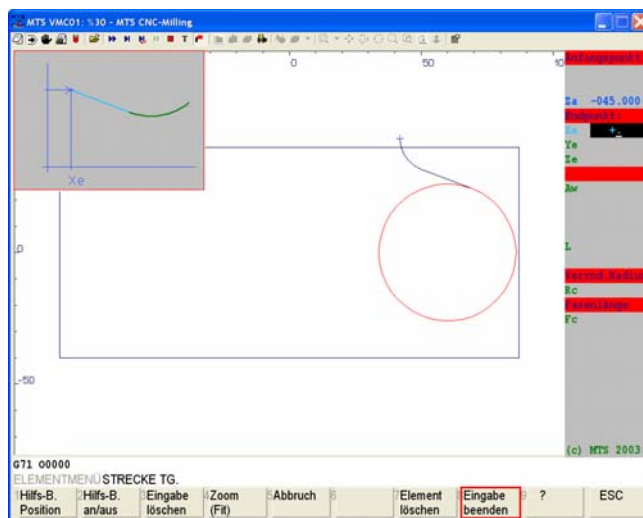 MTS VMC01: %30 - MTS CNC-Milling
T
0
50
100
Xe
0
-50
Anfangspunkt
Za -045.000
Endpunkt:
Xe +.
Ye
Ze
Aw
L
Verrnd.Radius
Rc
Fasenlänge
Fc
(c) MTS 2003
G71 O0000
ELEMENTMENÜ STRECKE TG.
1 Hilfs-B. Position
2 Hilfs-B. an/aus
3 Eingabe löschen
4 Zoom (Fit)
5 Abbruch
6
7 Element löschen
8 Eingabe beenden
9 ?
ESC